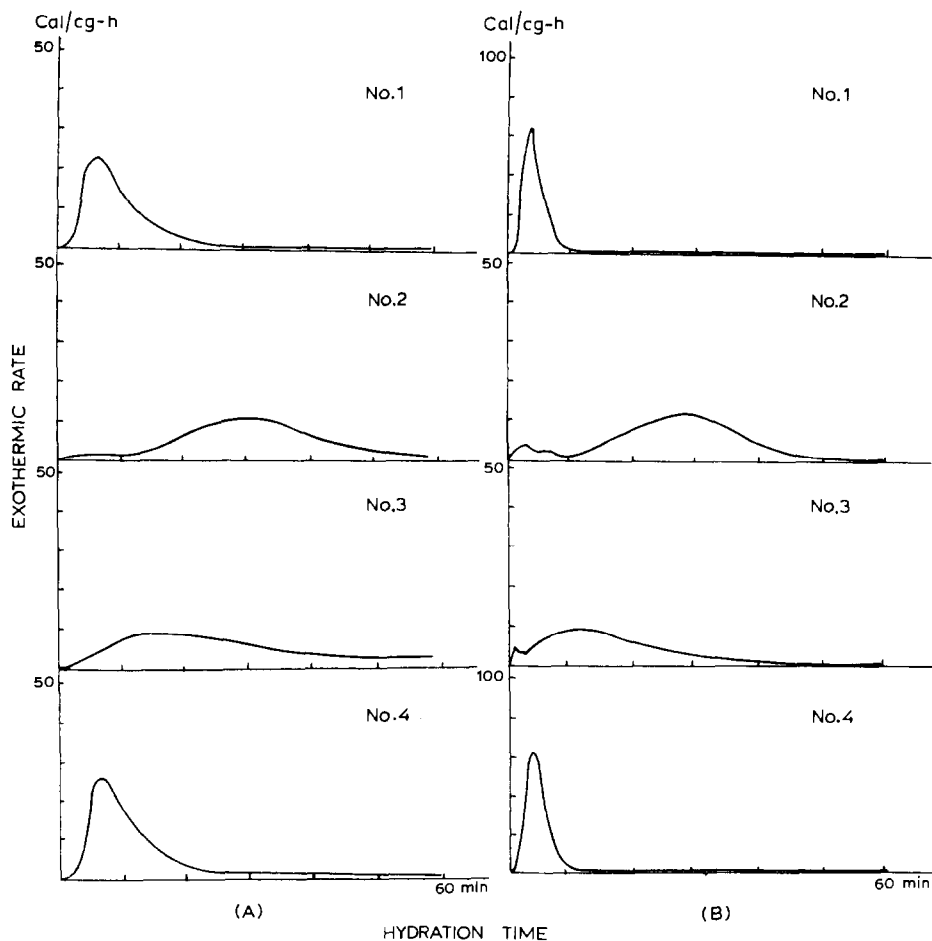 Cal/cg-h
50
No.1
50
No.2
50
No.3
50
No.4
60 min
(A)
Cal/cg-h
100
No.1
50
No.2
50
No.3
100
No.4
60 min
(B)
EXOTHERMIC RATE
HYDRATION TIME